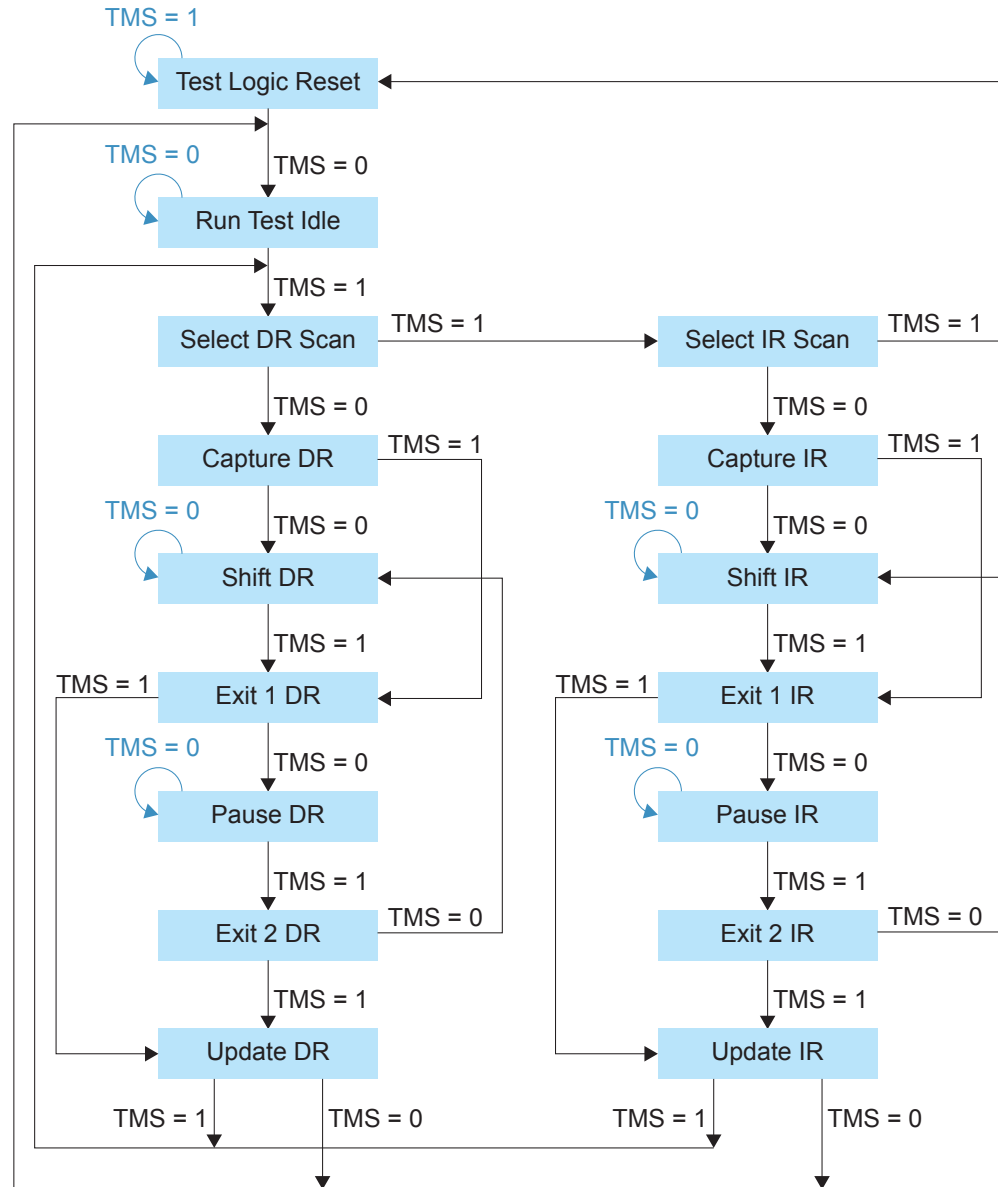 TMS = 1
Test Logic Reset
TMS = 0
TMS = 0
Run Test Idle
TMS = 1
Select DR Scan
TMS = 1
Select IR Scan
TMS = 1
TMS = 0
TMS = 0
Capture DR
TMS = 1
Capture IR
TMS = 1
TMS = 0
TMS = 0
TMS = 0
TMS = 0
Shift DR
Shift IR
TMS = 1
TMS = 1
TMS = 1
Exit 1 DR
TMS = 1
Exit 1 IR
TMS = 0
TMS = 0
TMS = 0
TMS = 0
Pause DR
Pause IR
TMS = 1
TMS = 1
Exit 2 DR
TMS = 0
Exit 2 IR
TMS = 0
TMS = 1
TMS = 1
Update DR
Update IR
TMS = 1
TMS = 0
TMS = 1
TMS = 0